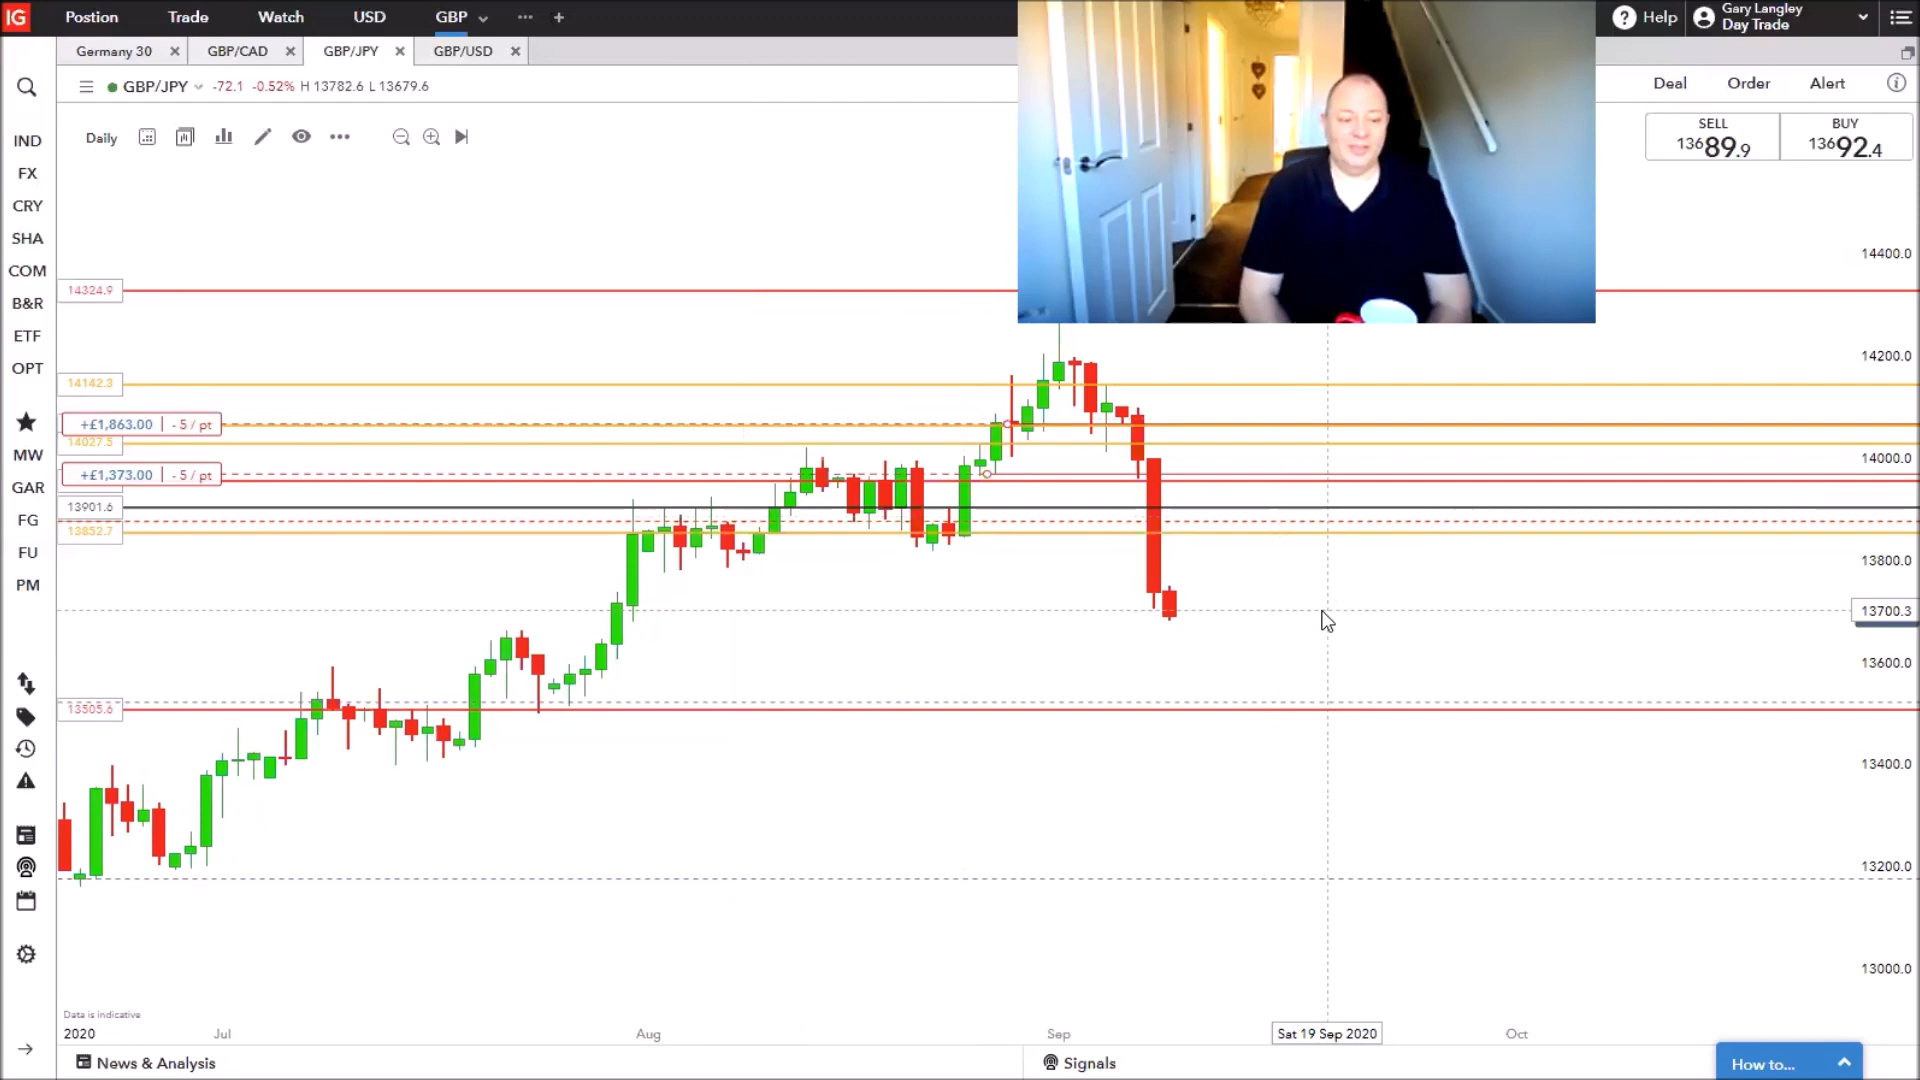 IG Postion Trade Watch USD GBP ... + Help Gary Langley
Day Trade
Germany 30 GBP/CAD GBP/JPY GBP/USD
GBP/JPY -72.1 -0.52% H 13782.6 L 13679.6
Deal Order Alert
Daily
SELL
13689.9
BUY
13692.4
IND
FX
CRY
SHA
COM
B&R
ETF
OPT
MW
GAR
FG
FU
PM
14324.9
14142.3
+£1,863.00 - 5 / pt
14027.5
+£1,373.00 - 5 / pt
13901.6
13852.7
13505.6
14400.0
14200.0
14000.0
13800.0
13700.3
13600.0
13400.0
13200.0
13000.0
Data is indicative
2020 Jul Aug Sep Sat 19 Sep 2020 Oct
News & Analysis
Signals
How to...